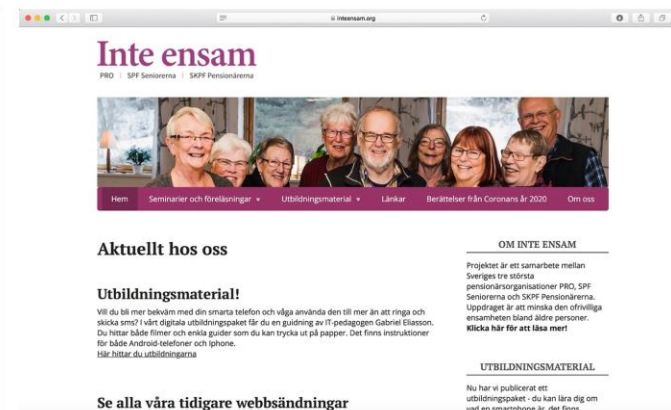 inteensam.org
Inte ensam
PRO | SPF Seniorerna | SKPF Pensionärerna
Hem Seminarier och föreläsningar Utbildningsmaterial Länkar Berättelser från Coronans år 2020 Om oss
Aktuellt hos oss
Utbildningsmaterial!
Vill du bli mer bekväm med din smarta telefon och våga använda den till mer än att ringa och
skicka sms? I vårt digitala utbildningspaket får du en guidning av IT-pedagogen Gabriel Eliasson.
Du hittar både filmer och enkla guider som du kan trycka ut på papper. Det finns instruktioner
för både Android-telefoner och Iphone.
Här hittar du utbildningarna
Se alla våra tidigare webbsändningar
OM INTE ENSAM
Projektet är ett samarbete mellan
Sveriges tre största
pensionärsorganisationer PRO, SPF
Seniorerna och SKPF Pensionärerna.
Uppdraget är att minska den ofrivilliga
ensamheten bland äldre personer.
Klicka här för att läsa mer!
UTBILDNINGSMATERIAL
Nu har vi publicerat ett
utbildningspaket - du kan lära dig om
vad en smartphone är, det finns